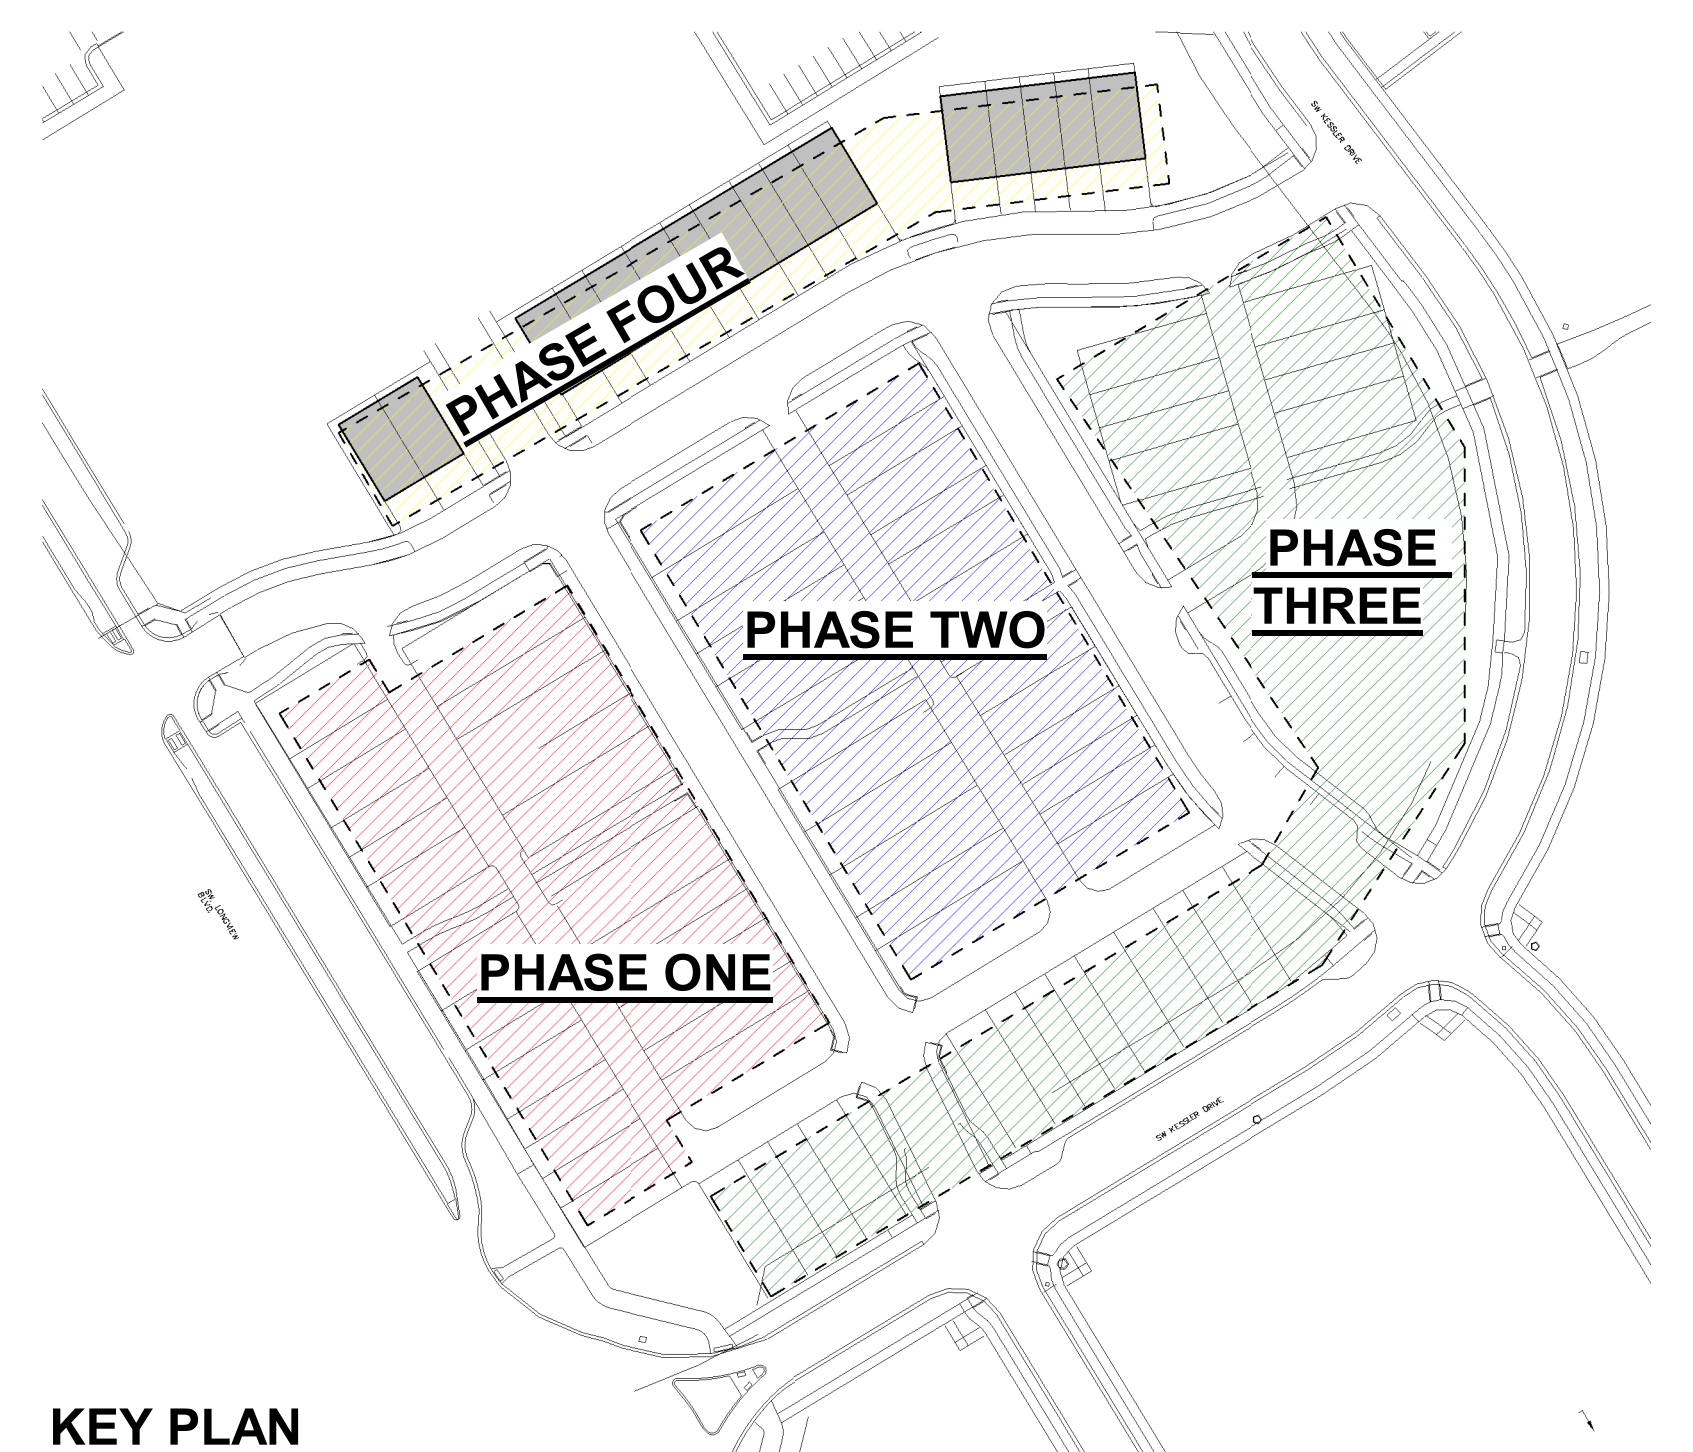 SW KESSLER DRIVE
PHASE FOUR
PHASE
THREE
PHASE TWO
SW. LONGVIEW
BLVD.
PHASE ONE
SW KESSLER DRIVE
KEY PLAN